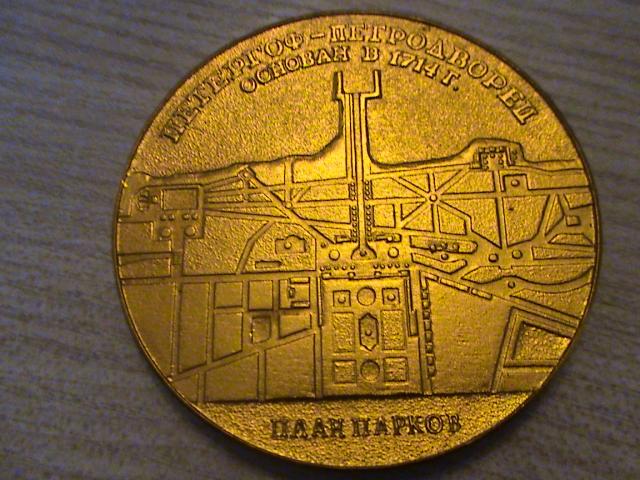 ПЕТЕРГОФ-ПЕТРОДВОРЕЦ
ОСНОВАН В 1714 Г.
ПЛАН ПАРКОВ